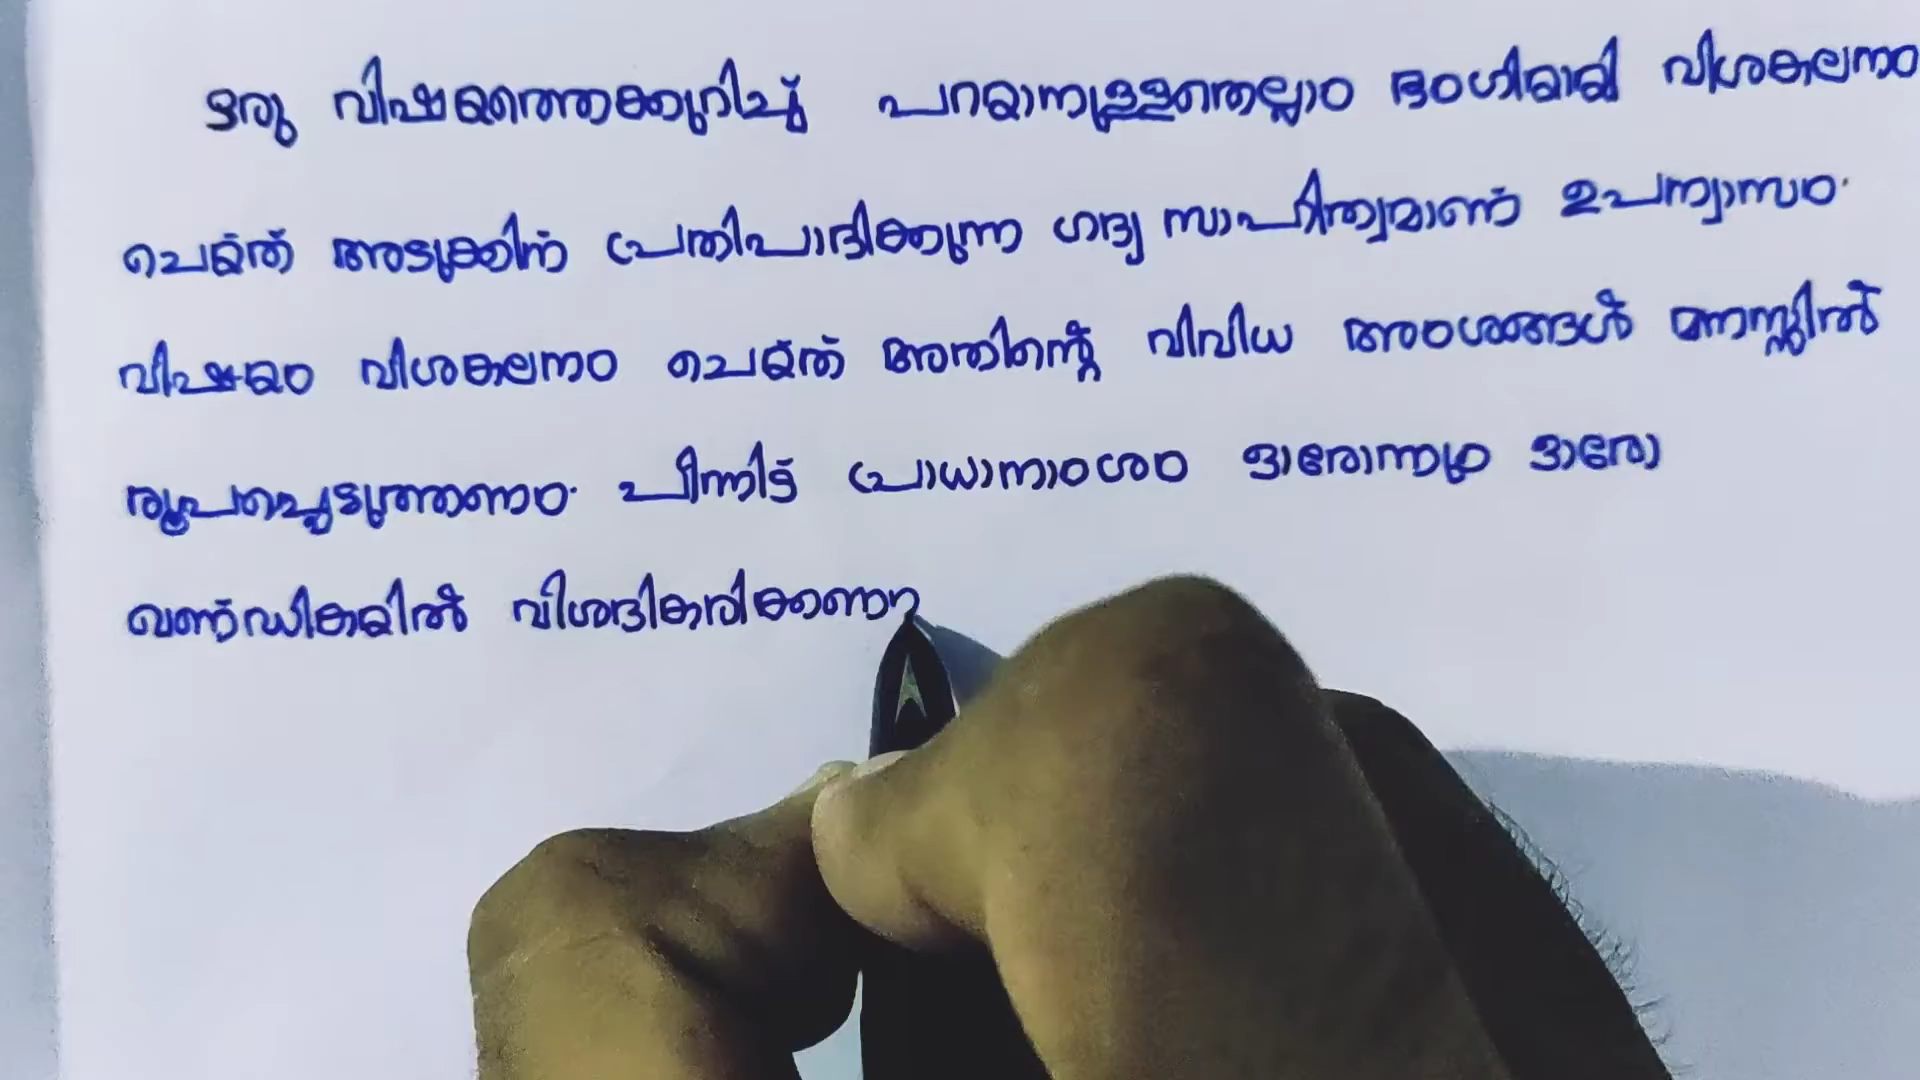 ഒരു വിഷയത്തെക്കുറിച്ച് പറയാനുള്ളതെല്ലാം ഭംഗിയായി വിശകലനം
ചെയ്ത് അടുക്കിന് പ്രതിപാദിക്കുന്ന ഗദ്യ സാഹിത്യമാണ് ഉപന്യാസം.
വിഷയം വിശകലനം ചെയ്ത് അതിന്റെ വിവിധ അംശങ്ങൾ മനസ്സിൽ
രൂപപ്പെടുത്തണം. പിന്നീട് പ്രാധാനാംശം ഓരോന്നും ഓരോ
ഖണ്ഡികയിൽ വിശദികരിക്കണം